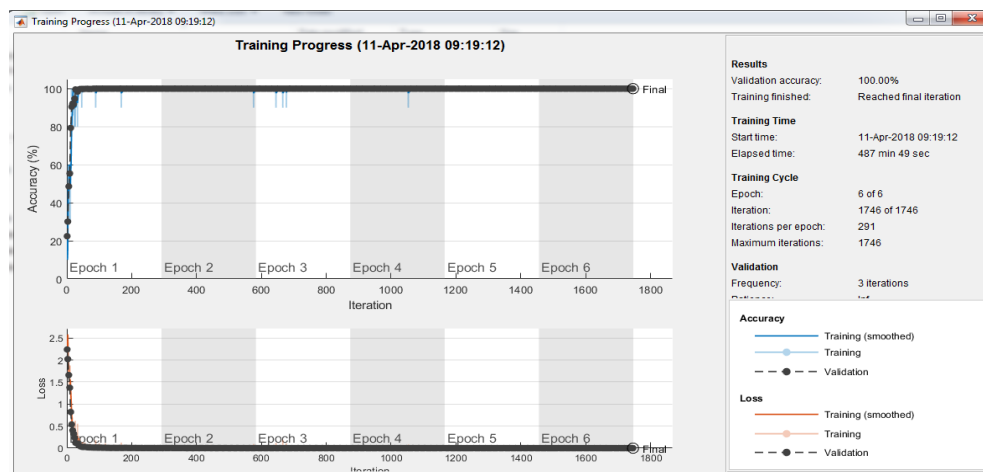 Training Progress (11-Apr-2018 09:19:12)
Training Progress (11-Apr-2018 09:19:12)
100
80
60
40
20
0
Accuracy (%)
Final
Epoch 1 Epoch 2 Epoch 3 Epoch 4 Epoch 5 Epoch 6
0 200 400 600 800 1000 1200 1400 1600 1800
Iteration
2.5
2
1.5
1
0.5
0
Loss
Final
Epoch 1 Epoch 2 Epoch 3 Epoch 4 Epoch 5 Epoch 6
0 200 400 600 800 1000 1200 1400 1600 1800
Iteration
Results
Validation accuracy: 100.00%
Training finished: Reached final iteration
Training Time
Start time: 11-Apr-2018 09:19:12
Elapsed time: 487 min 49 sec
Training Cycle
Epoch: 6 of 6
Iteration: 1746 of 1746
Iterations per epoch: 291
Maximum iterations: 1746
Validation
Frequency: 3 iterations
Patience: Inf
Accuracy
Training (smoothed)
Training
Validation
Loss
Training (smoothed)
Training
Validation